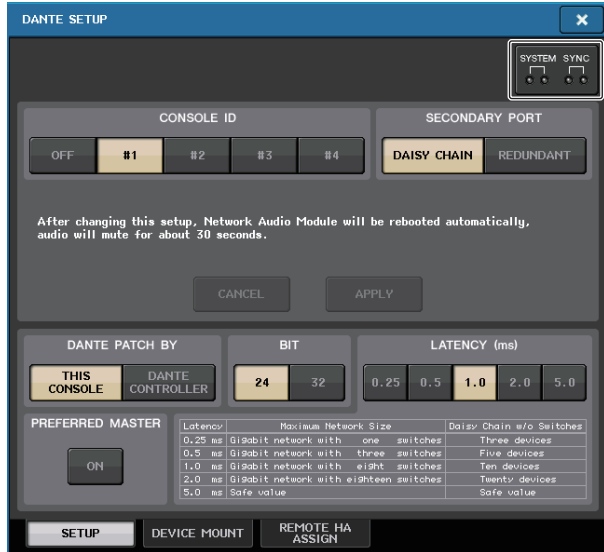 DANTE SETUP
×
SYSTEM SYNC
CONSOLE ID
OFF #1 #2 #3 #4
SECONDARY PORT
DAISY CHAIN REDUNDANT
After changing this setup, Network Audio Module will be rebooted automatically,
audio will mute for about 30 seconds.
CANCEL APPLY
DANTE PATCH BY
THIS CONSOLE
DANTE CONTROLLER
BIT
24 32
LATENCY (ms)
0.25 0.5 1.0 2.0 5.0
PREFERRED MASTER
ON
Latency Maximum Network Size Daisy Chain w/o Switches
0.25 ms Gigabit network with one switches Three devices
0.5 ms Gigabit network with three switches Five devices
1.0 ms Gigabit network with eight switches Ten devices
2.0 ms Gigabit network with eighteen switches Twenty devices
5.0 ms Safe value Safe value
SETUP DEVICE MOUNT REMOTE HA ASSIGN